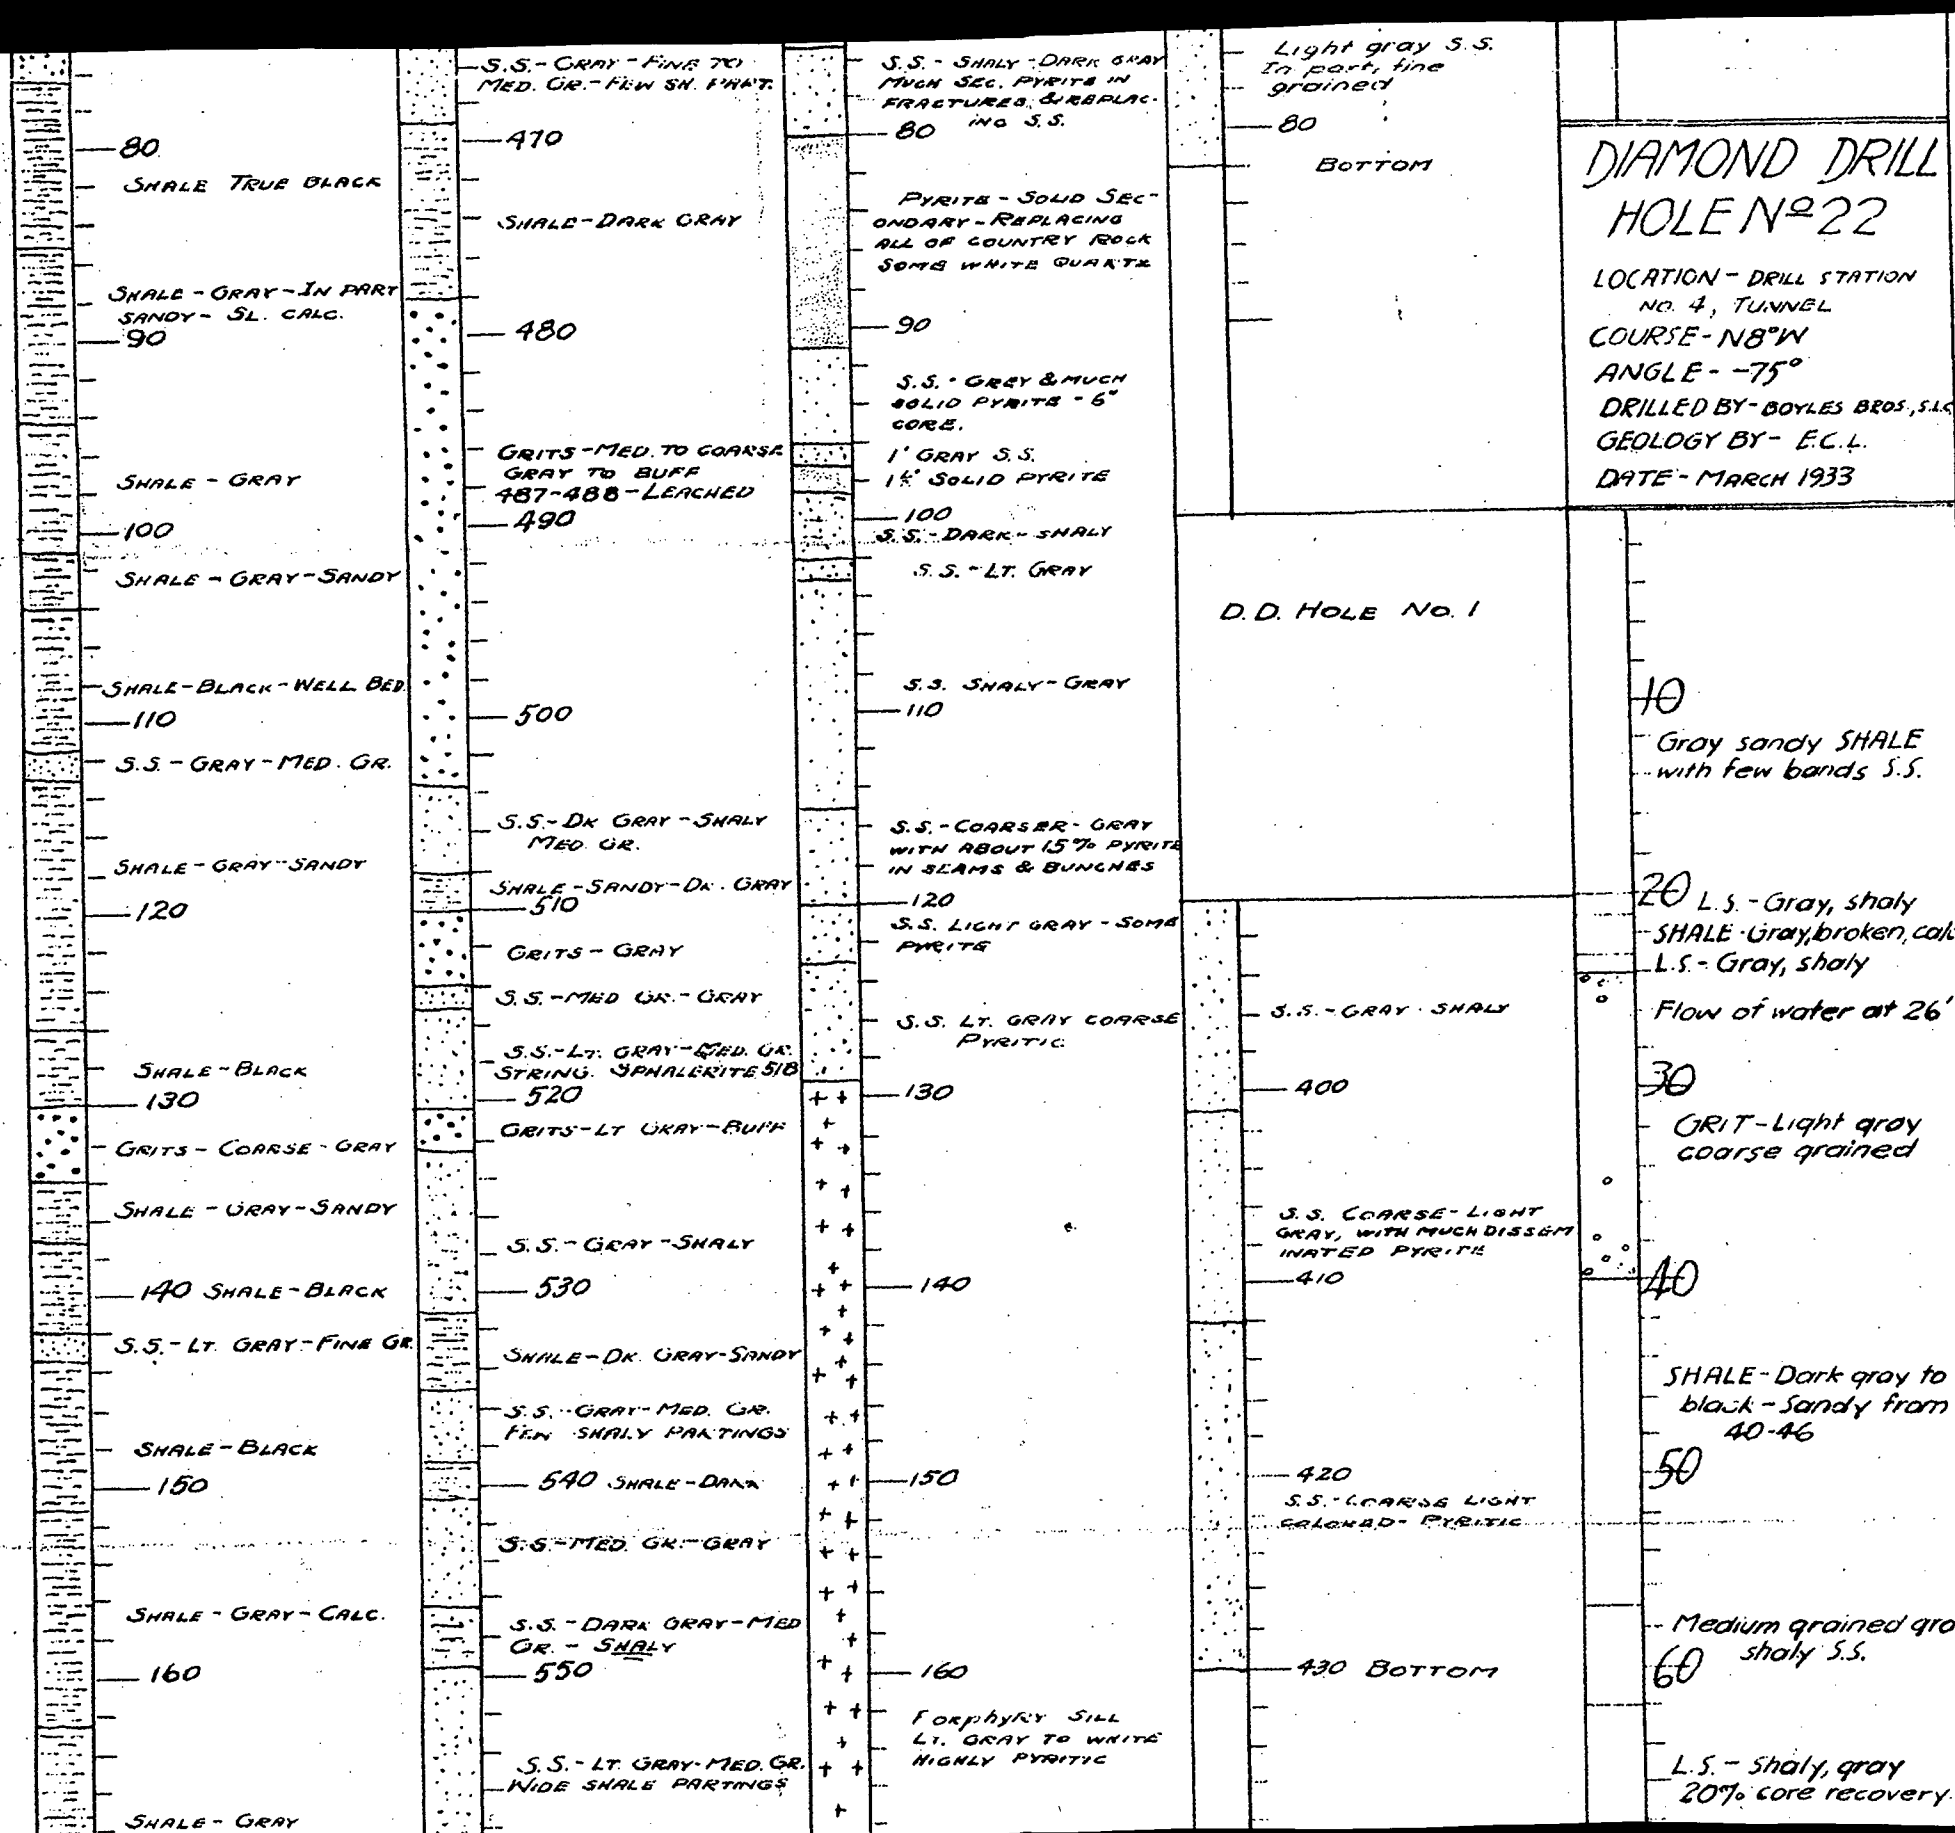 80
SHALE TRUE BLACK
SHALE - GRAY - IN PART
SANDY - SL. CALC.
90
SHALE - GRAY
100
SHALE - GRAY - SANDY
SHALE - BLACK - WELL BED.
110
S.S. - GRAY - MED. GR.
SHALE - GRAY - SANDY
120
SHALE - BLACK
130
GRITS - COARSE - GRAY
SHALE - GRAY - SANDY
140 SHALE - BLACK
S.S. - LT. GRAY - FINE GR.
SHALE - BLACK
150
SHALE - GRAY - CALC.
160
SHALE - GRAY
S.S. - GRAY - FINE TO
MED. GR. - FEW SH. PART.
470
SHALE - DARK GRAY
480
GRITS - MED. TO COARSE
GRAY TO BUFF
487-488 - LEACHED
490
500
S.S. - DK GRAY - SHALY
MED. GR.
SHALE - SANDY - DK. GRAY
510
GRITS - GRAY
S.S. - MED GR. - GRAY
S.S. - LT. GRAY - MED. GR.
STRING. SPHALERITE 518
520
GRITS - LT GRAY - BUFF
S.S. - GRAY - SHALY
530
SHALE - DK. GRAY - SANDY
S.S. - GRAY - MED. GR.
FEW SHALY PARTINGS
540 SHALE - DARK
S.S. - MED. GR. - GRAY
S.S. - DARK GRAY - MED
GR. - SHALY
550
S.S. - LT. GRAY - MED. GR.
WIDE SHALE PARTINGS
S.S. - SHALY - DARK GRAY
MUCH SEC. PYRITE IN
FRACTURES, & REPLAC-
ING S.S.
80
PYRITE - SOLID SEC-
ONDARY - REPLACING
ALL OF COUNTRY ROCK
SOME WHITE QUARTZ
90
S.S. - GREY & MUCH
SOLID PYRITE - 6"
CORE.
1' GRAY S.S.
SOLID PYRITE
100
S.S. - DARK - SHALY
S.S. - LT. GRAY
S.S. SHALY - GRAY
110
S.S. - COARSER - GRAY
WITH ABOUT 15% PYRITE
IN SEAMS & BUNCHES
120
S.S. LIGHT GRAY - SOME
PYRITE
S.S. LT. GRAY COARSE
PYRITIC
130
140
150
160
Porphyry SILL
LT. GRAY TO WHITE
HIGHLY PYRITIC
Light gray S.S.
In part, fine
grained
80
BOTTOM
D.D. HOLE No. 1
S.S. - GRAY - SHALY
400
S.S. COARSE - LIGHT
GRAY, WITH MUCH DISSEM
INATED PYRITE
410
420
S.S. - COARSE LIGHT
COLORED - PYRITIC
430 BOTTOM
DIAMOND DRILL
HOLE Nº 22
LOCATION - DRILL STATION
NO. 4, TUNNEL
COURSE - N8°W
ANGLE - -75°
DRILLED BY - BOYLES BROS., S.L.C
GEOLOGY BY - E.C.L.
DATE - MARCH 1933
10
Gray sandy SHALE
with few bands S.S.
20 L.S. - Gray, shaly
SHALE - Gray, broken, calc
L.S. - Gray, shaly
Flow of water at 26'
30
GRIT - Light gray
coarse grained
40
SHALE - Dark gray to
black - Sandy from
40-46
50
Medium grained gra
shaly S.S.
60
L.S. - Shaly, gray
20% core recovery